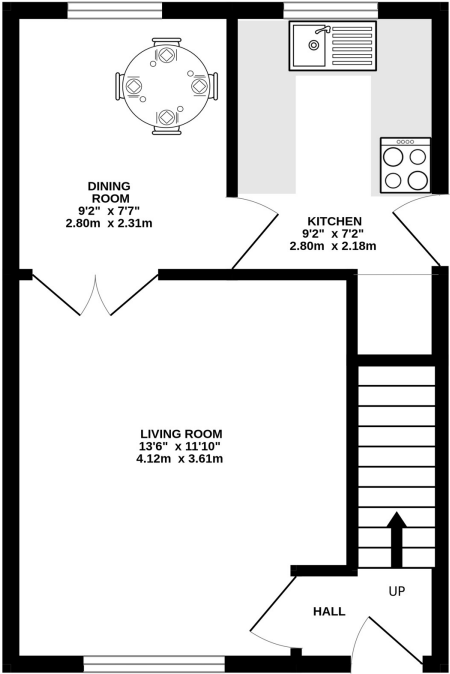 DINING
ROOM
9'2" x 7'7"
2.80m x 2.31m
KITCHEN
9'2" x 7'2"
2.80m x 2.18m
LIVING ROOM
13'6" x 11'10"
4.12m x 3.61m
UP
HALL